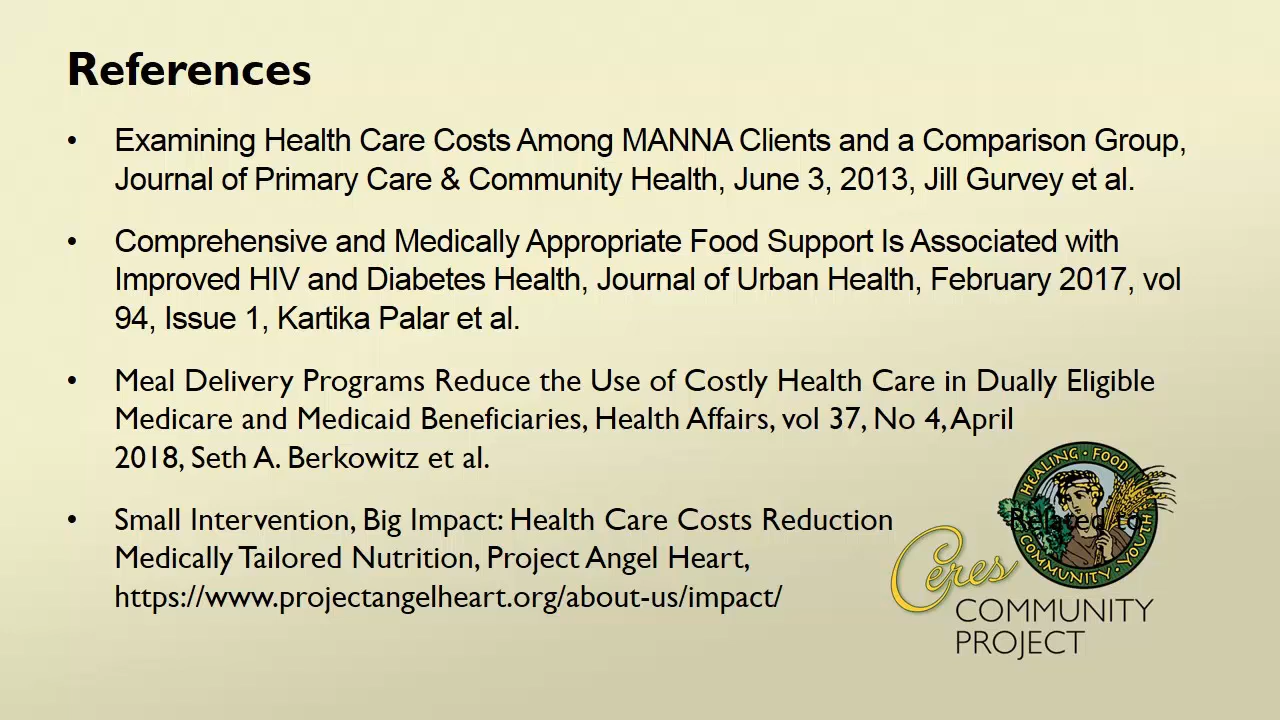 References
• Examining Health Care Costs Among MANNA Clients and a Comparison Group,
Journal of Primary Care & Community Health, June 3, 2013, Jill Gurvey et al.
• Comprehensive and Medically Appropriate Food Support Is Associated with
Improved HIV and Diabetes Health, Journal of Urban Health, February 2017, vol
94, Issue 1, Kartika Palar et al.
• Meal Delivery Programs Reduce the Use of Costly Health Care in Dually Eligible
Medicare and Medicaid Beneficiaries, Health Affairs, vol 37, No 4, April
2018, Seth A. Berkowitz et al.
• Small Intervention, Big Impact: Health Care Costs Reduction Related to
Medically Tailored Nutrition, Project Angel Heart,
https://www.projectangelheart.org/about-us/impact/
HEALING • FOOD
COMMUNITY • YOUTH
Ceres
COMMUNITY
PROJECT